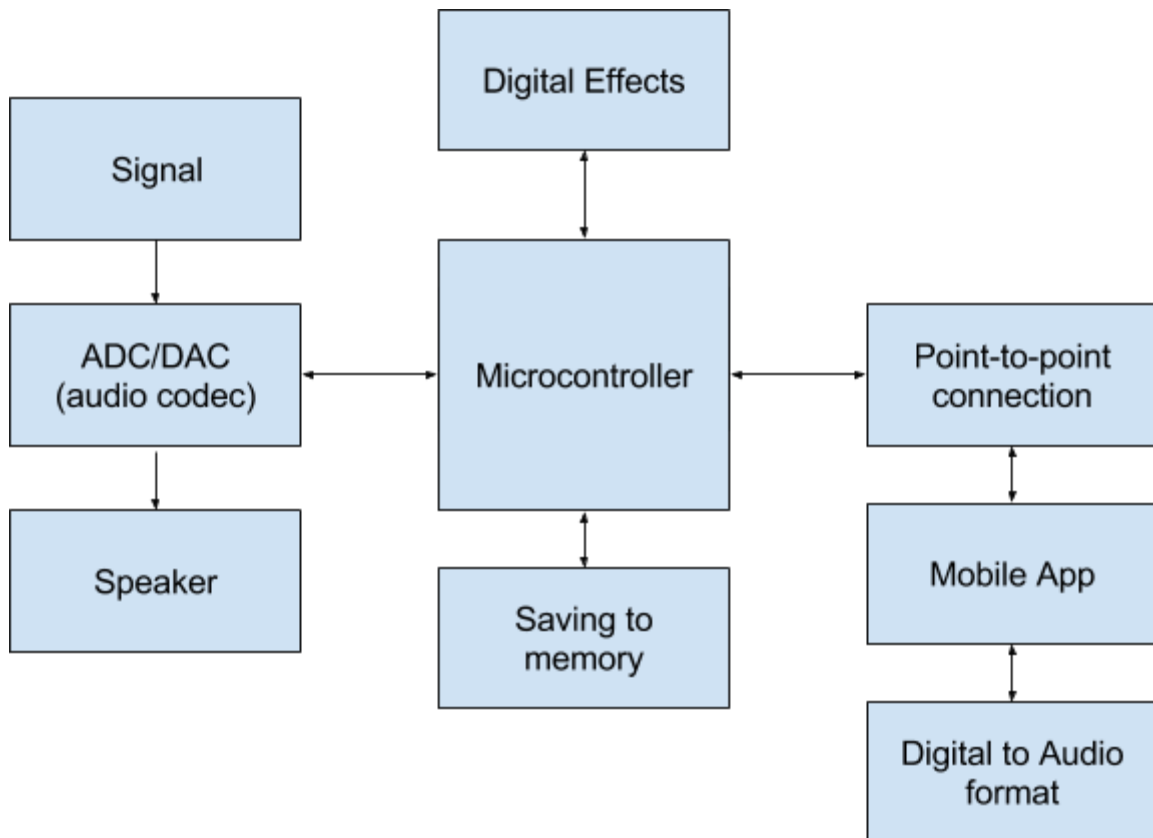 Digital Effects
Signal
ADC/DAC
(audio codec)
Microcontroller
Point-to-point
connection
Speaker
Saving to
memory
Mobile App
Digital to Audio
format